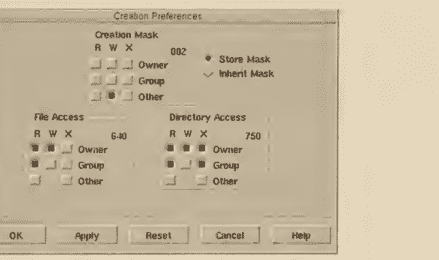 Creation Preferences
Creation Mask
R W X
002
Owner
Group
Other
Store Mask
Inherit Mask
File Access
R W X
640
Owner
Group
Other
Directory Access
R W X
750
Owner
Group
Other
OK Apply Reset Cancel Help